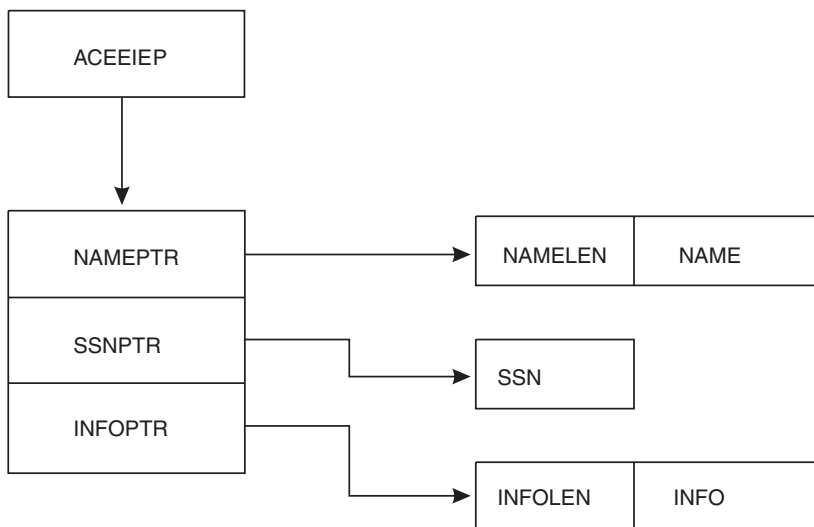 ACEEIEP
NAMEPTR
NAMELEN NAME
SSNPTR
SSN
INFOPTR
INFOLEN INFO